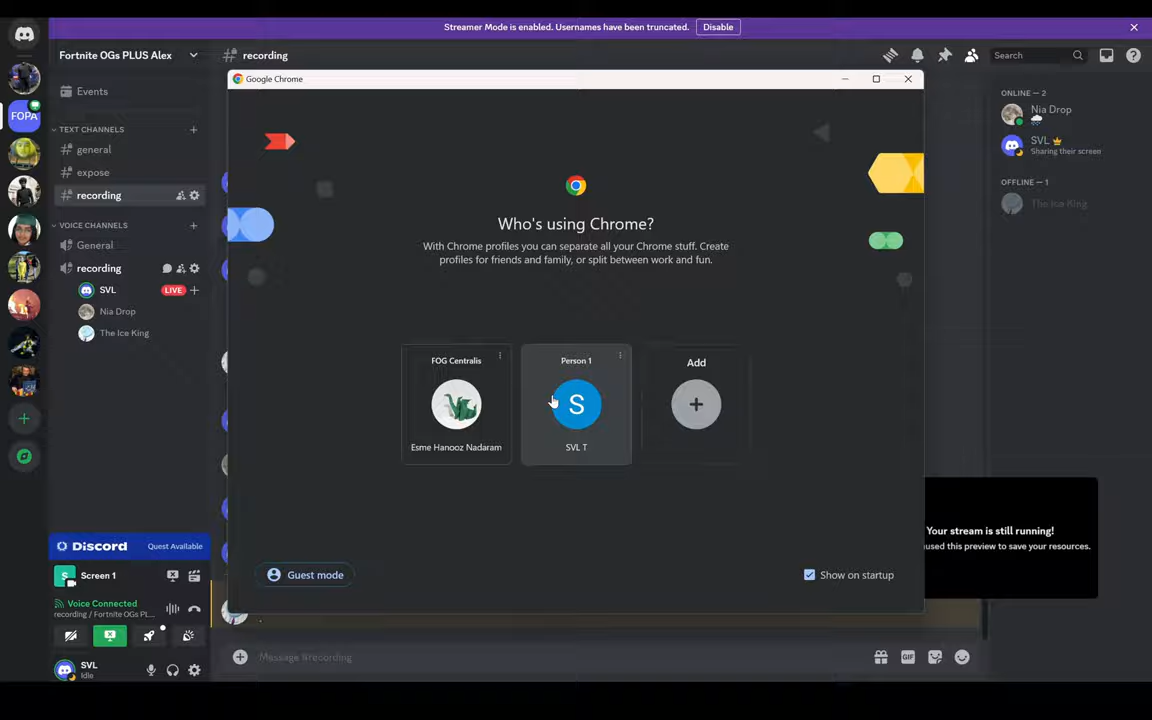 Streamer Mode is enabled. Usernames have been truncated.
Disable
Fortnite OGs PLUS Alex
recording
Search
Google Chrome
FOPA
Events
TEXT CHANNELS
general
expose
recording
VOICE CHANNELS
General
recording
SVL
LIVE
Nia Drop
The Ice King
Who's using Chrome?
With Chrome profiles you can separate all your Chrome stuff. Create
profiles for friends and family, or split between work and fun.
FOG Centralis
Esme Hanooz Nadaram
Person 1
S
SVL T
Add
Guest mode
Show on startup
ONLINE — 2
Nia Drop
SVL
Sharing their screen
OFFLINE — 1
The Ice King
Your stream is still running!
used this preview to save your resources.
Discord
Quest Available
S
Screen 1
Voice Connected
recording / Fortnite OGs PL...
SVL
Idle
.
Message #recording
GIF